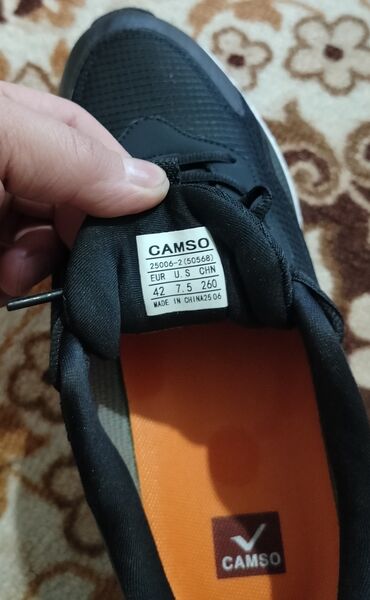 CAMSO
25006-2(50568)
EUR U.S CHN
42 7.5 260
MADE IN CHINA2506
CAMSO